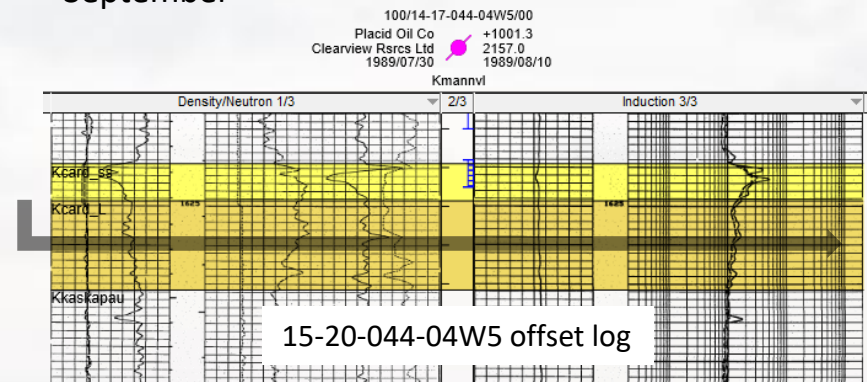 September
100/14-17-044-04W5/00
Placid Oil Co +1001.3
Clearview Rsrcs Ltd 2157.0
1989/07/30 1989/08/10
Kmannvl
Density/Neutron 1/3 2/3 Induction 3/3
Kcard_ss
Kcard_L 1625 1625
Kkaskapau
15-20-044-04W5 offset log